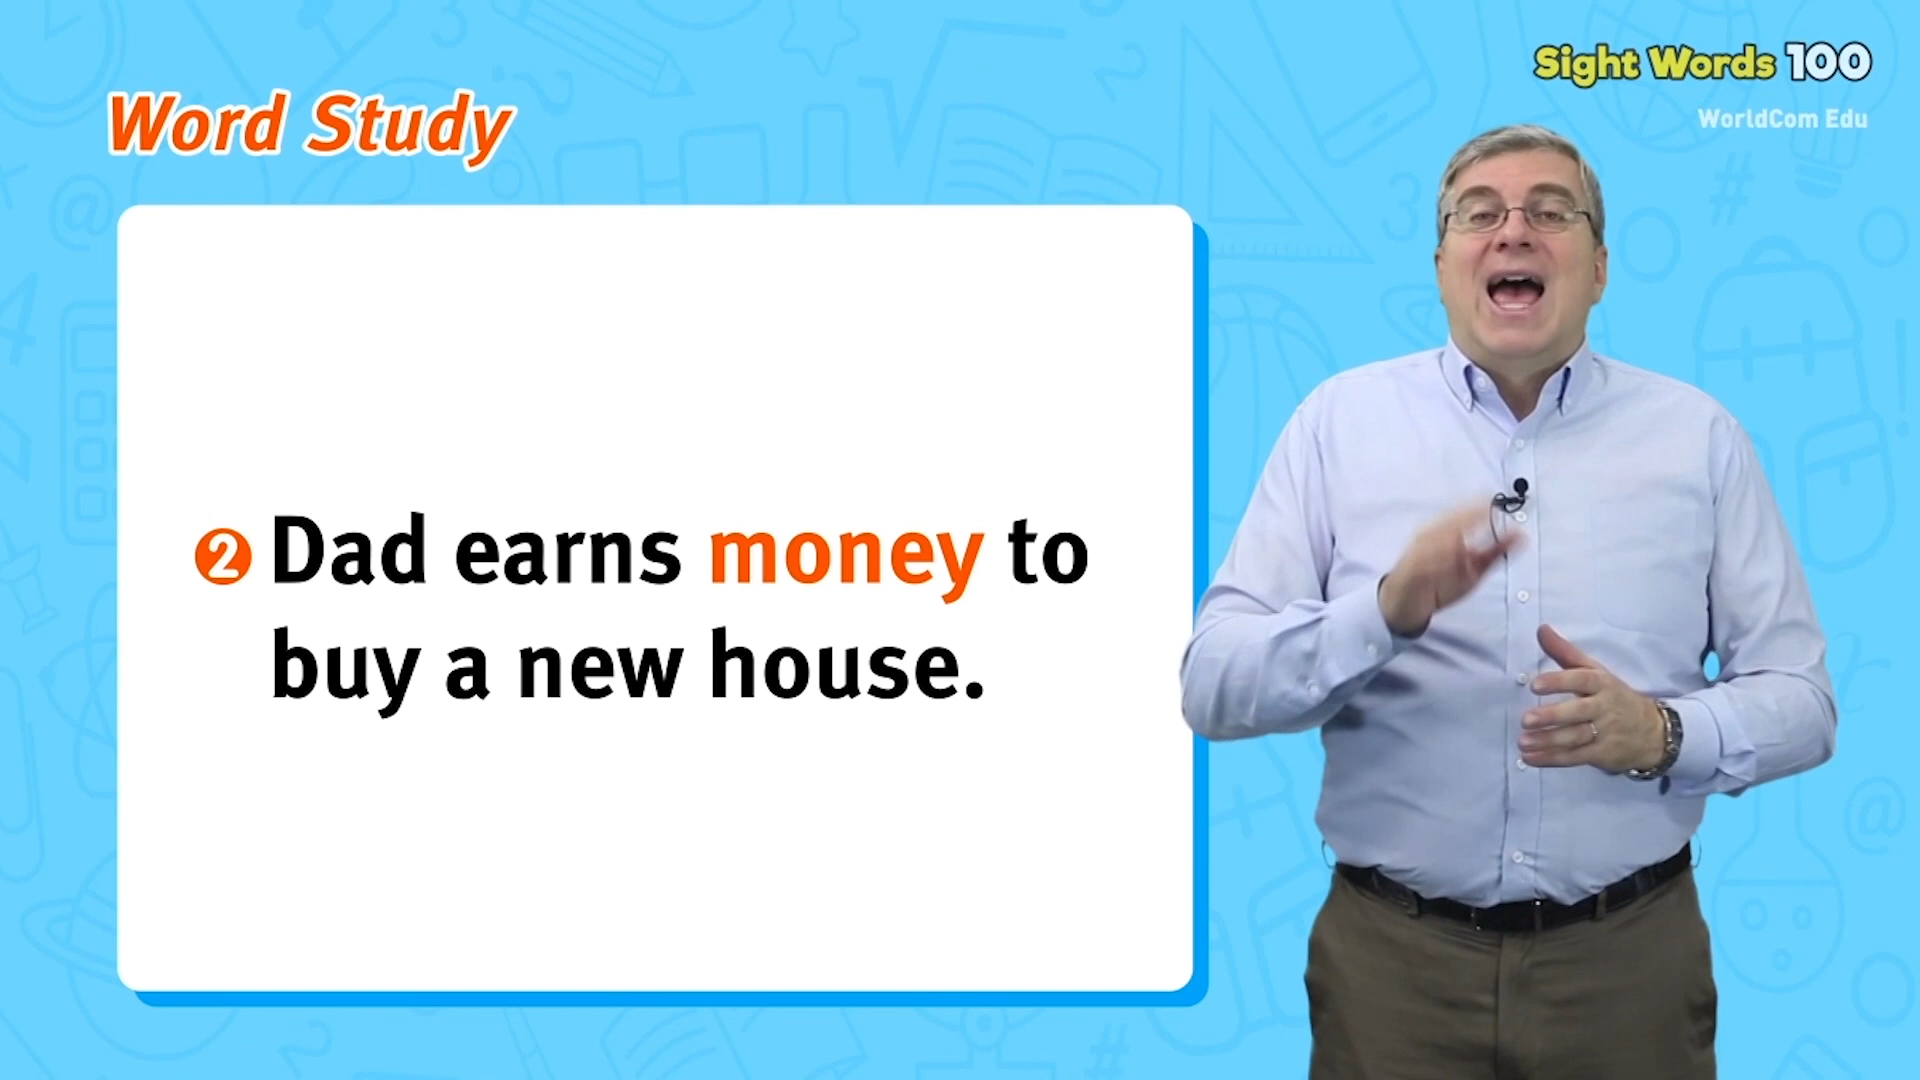 Sight Words 100
WorldCom Edu
Word Study
2 Dad earns money to
buy a new house.